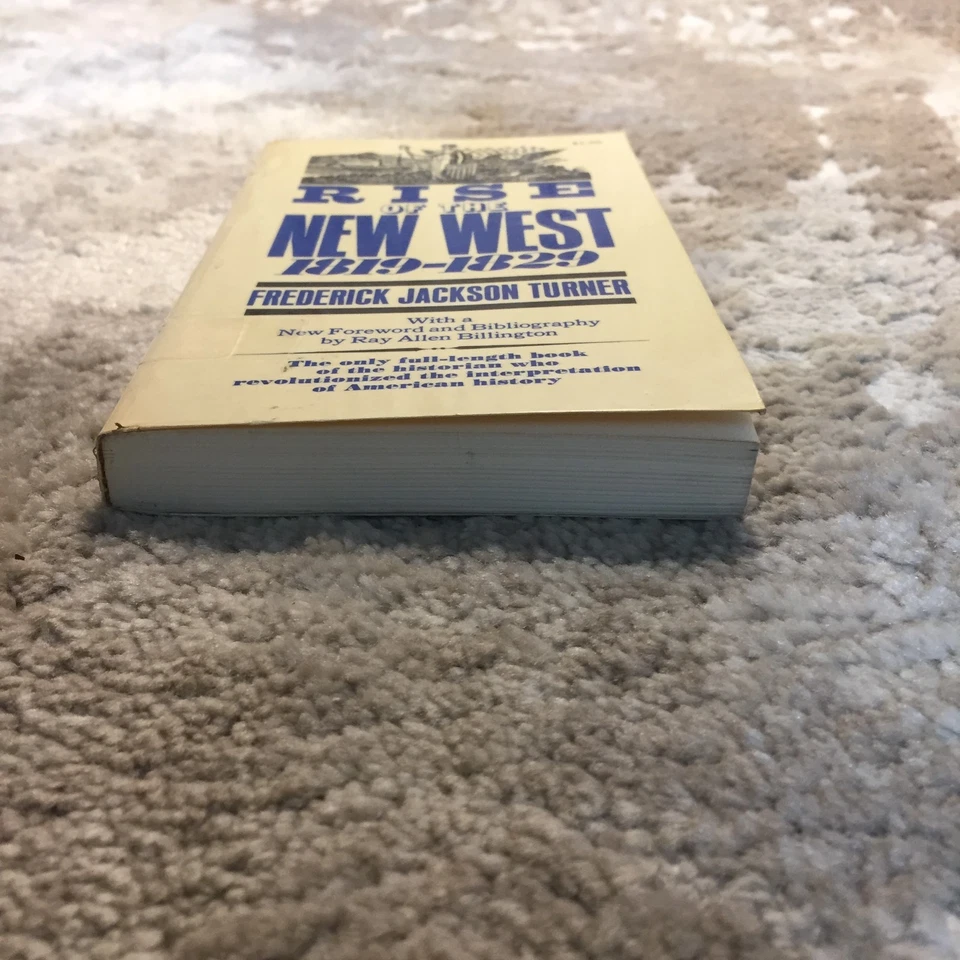 RISE
OF THE
NEW WEST
1819-1829
FREDERICK JACKSON TURNER
With a
New Foreword and Bibliography
by Ray Allen Billington
The only full-length book
of the historian who
revolutionized the interpretation
of American history